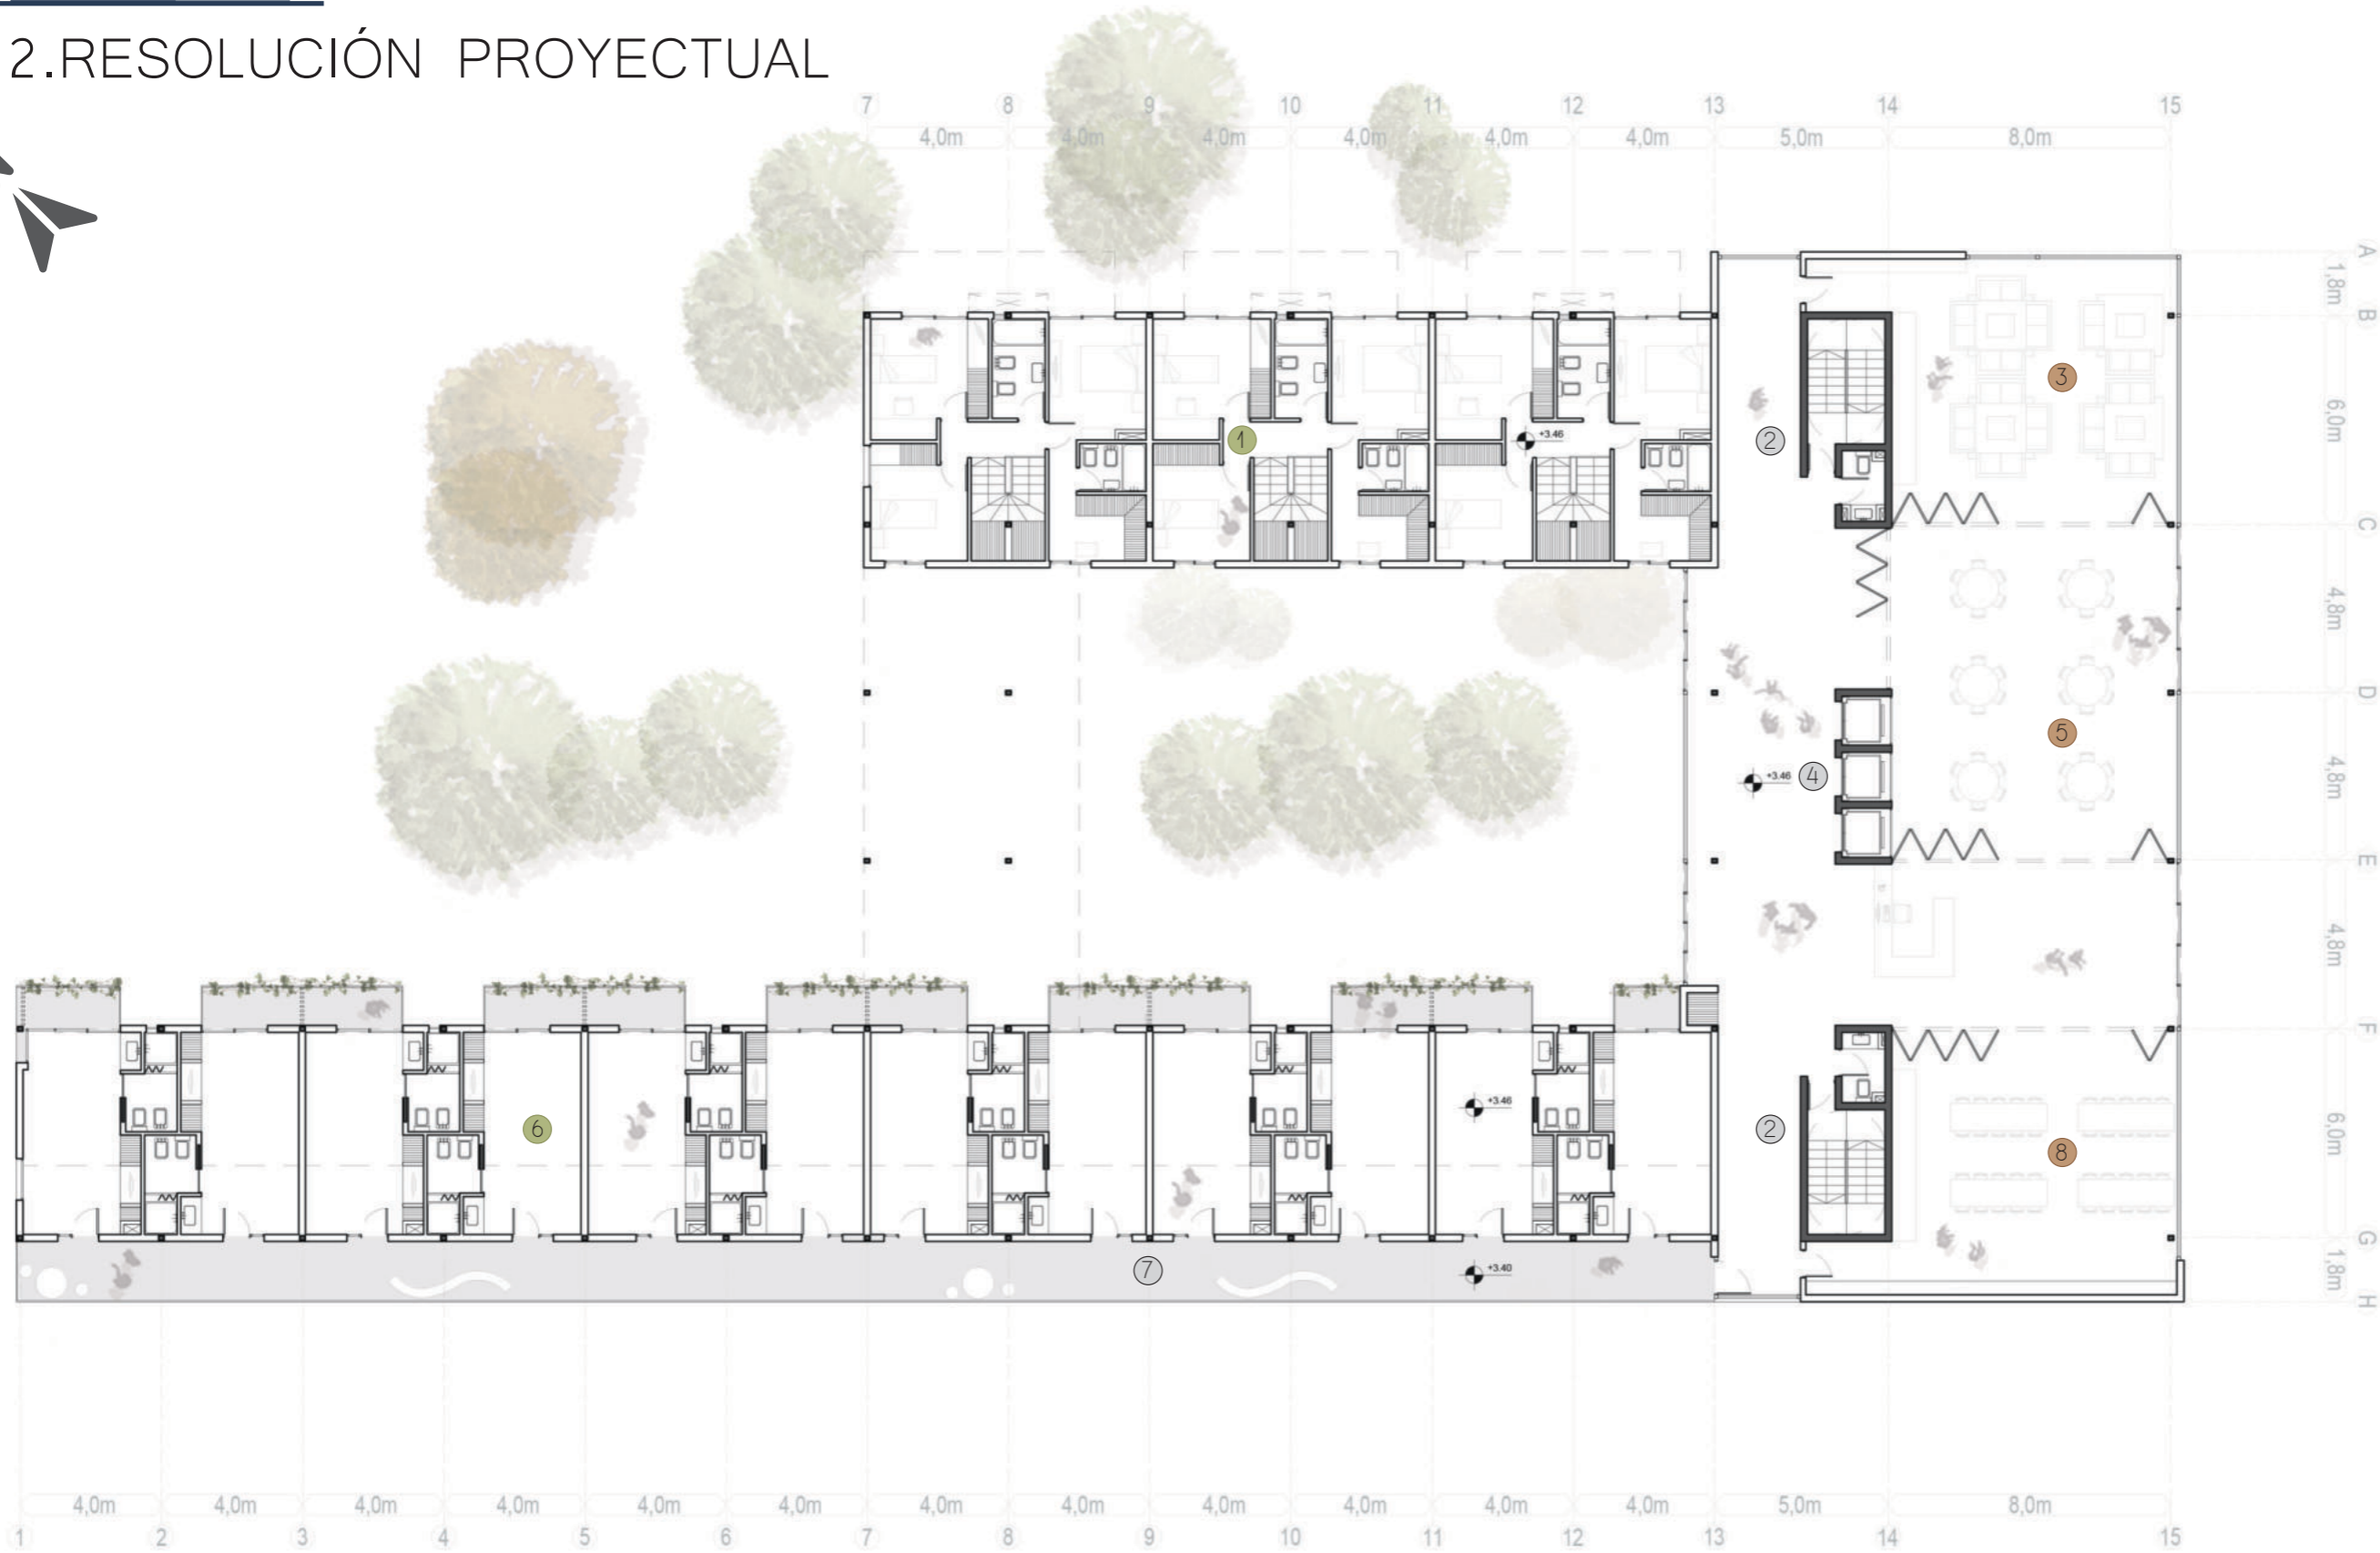 2.RESOLUCIÓN PROYECTUAL
7 8 9 10 11 12 13 14 15
4,0m 4,0m 4,0m 4,0m 4,0m 4,0m 5,0m 8,0m
A
1,8m
B
3
6,0m
1 +3.46 2
C
4,8m
D
5
+3.46 4 4,8m
E
4,8m
F
+3.46
6 2 6,0m
8
G
7 +3.40 1,8m
H
4,0m 4,0m 4,0m 4,0m 4,0m 4,0m 4,0m 4,0m 4,0m 4,0m 4,0m 4,0m 5,0m 8,0m
1 2 3 4 5 6 7 8 9 10 11 12 13 14 15